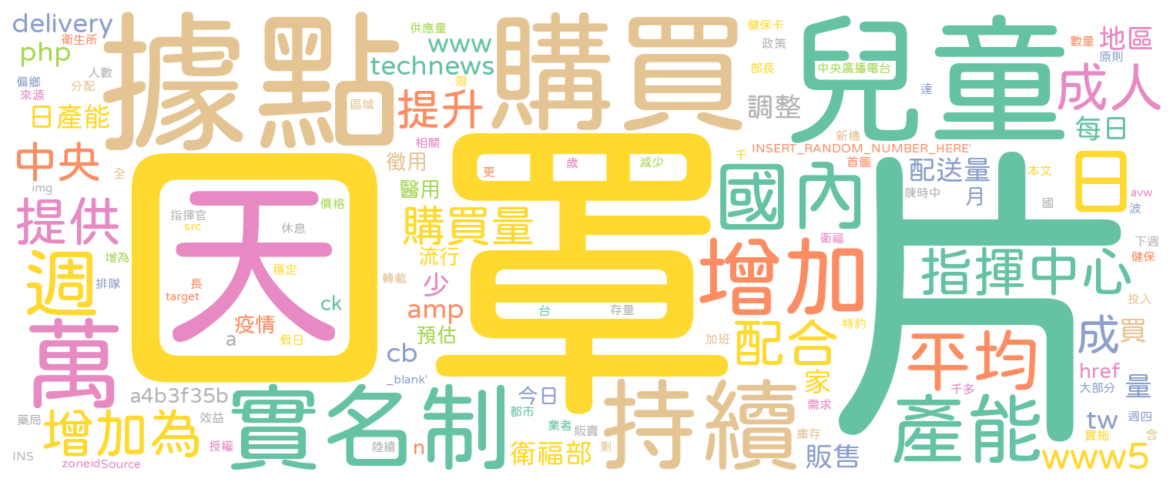 delivery
衛生所
php
偏鄉
人數
來源
分配
日產能
據點
區域
供應量
www
technews
限
提升
購買
健保卡
政策
部長
調整
兒童
中央廣播電台
達
數量
地區
原則
成人
每日
中央
全
img
提供
週
增為
排隊
萬
口罩
天
指揮官
src
休息
價格
穩定
長
target
疫情
a
假日
ck
徵用
相關
醫用
購買量
流行
轉載
少
amp
預估
cb
_blank'
更
歲
減少
台
存量
千
新機
INSERT_RANDOM_NUMBER_HERE'
首圖
國內
衛福
增加
加班
配合
特約
家
需求
配送量
月
陳時中
國
本文
日
avw
波
下週
健保
指揮中心
投入
片
平均
千多
成
買
href
大部分
量
產能
tw
週四
實施
含
www5
a4b3f35b
藥局
增加為
效益
授權
INS
zoneidSource
實名制
陸續
n
今日
都市
業者
販賣
衛福部
剩
持續
庫存
販售